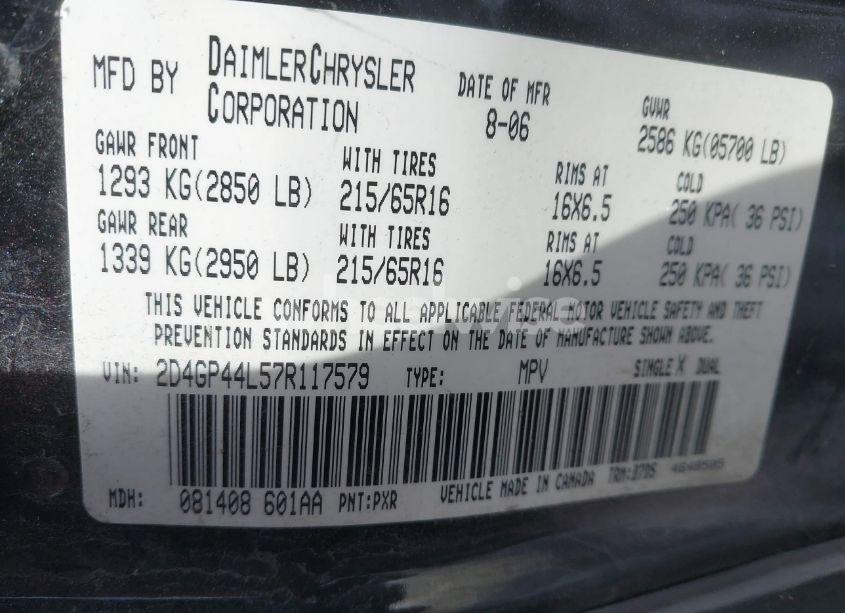 MFD BY DAIMLERCHRYSLER CORPORATION
DATE OF MFR 8-06
GVWR 2586 KG(05700 LB)
GAWR FRONT WITH TIRES RIMS AT COLD
1293 KG(2850 LB) 215/65R16 16X6.5 250 KPA( 36 PSI)
GAWR REAR WITH TIRES RIMS AT COLD
1339 KG(2950 LB) 215/65R16 16X6.5 250 KPA( 36 PSI)
THIS VEHICLE CONFORMS TO ALL APPLICABLE FEDERAL MOTOR VEHICLE SAFETY AND THEFT
PREVENTION STANDARDS IN EFFECT ON THE DATE OF MANUFACTURE SHOWN ABOVE.
VIN: 2D4GP44L57R117579 TYPE: MPV SINGLE X DUAL
MDH: 081408 601AA PNT:PXR VEHICLE MADE IN CANADA TRM:37D5